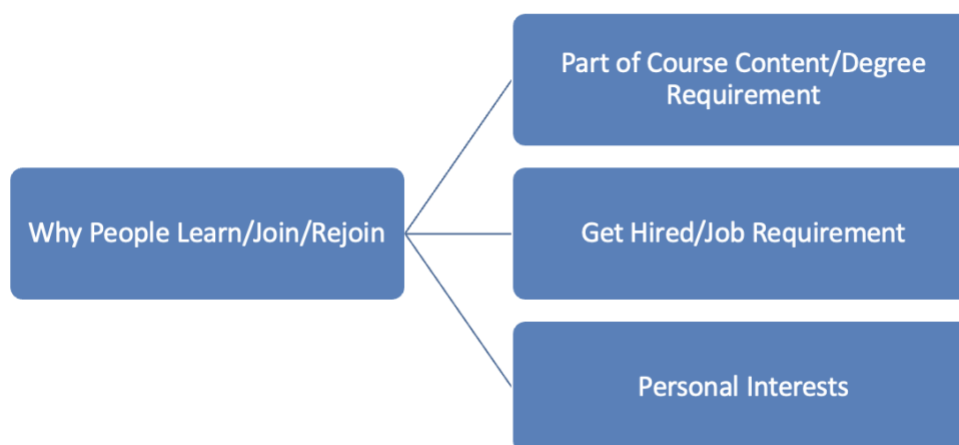 Part of Course Content/Degree
Requirement
Why People Learn/Join/Rejoin
Get Hired/Job Requirement
Personal Interests